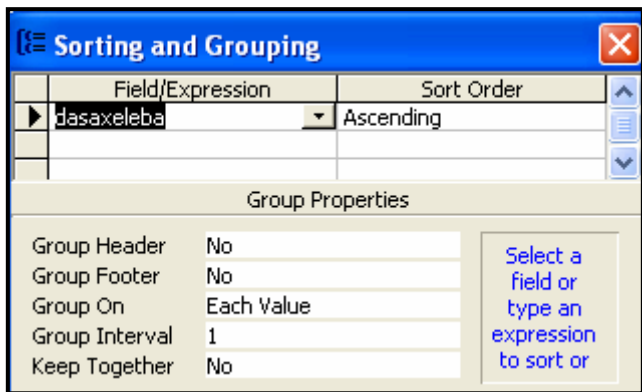 Sorting and Grouping
Field/Expression Sort Order
dasaxeleba Ascending
Group Properties
Group Header No
Group Footer No
Group On Each Value
Group Interval 1
Keep Together No
Select a
field or
type an
expression
to sort or